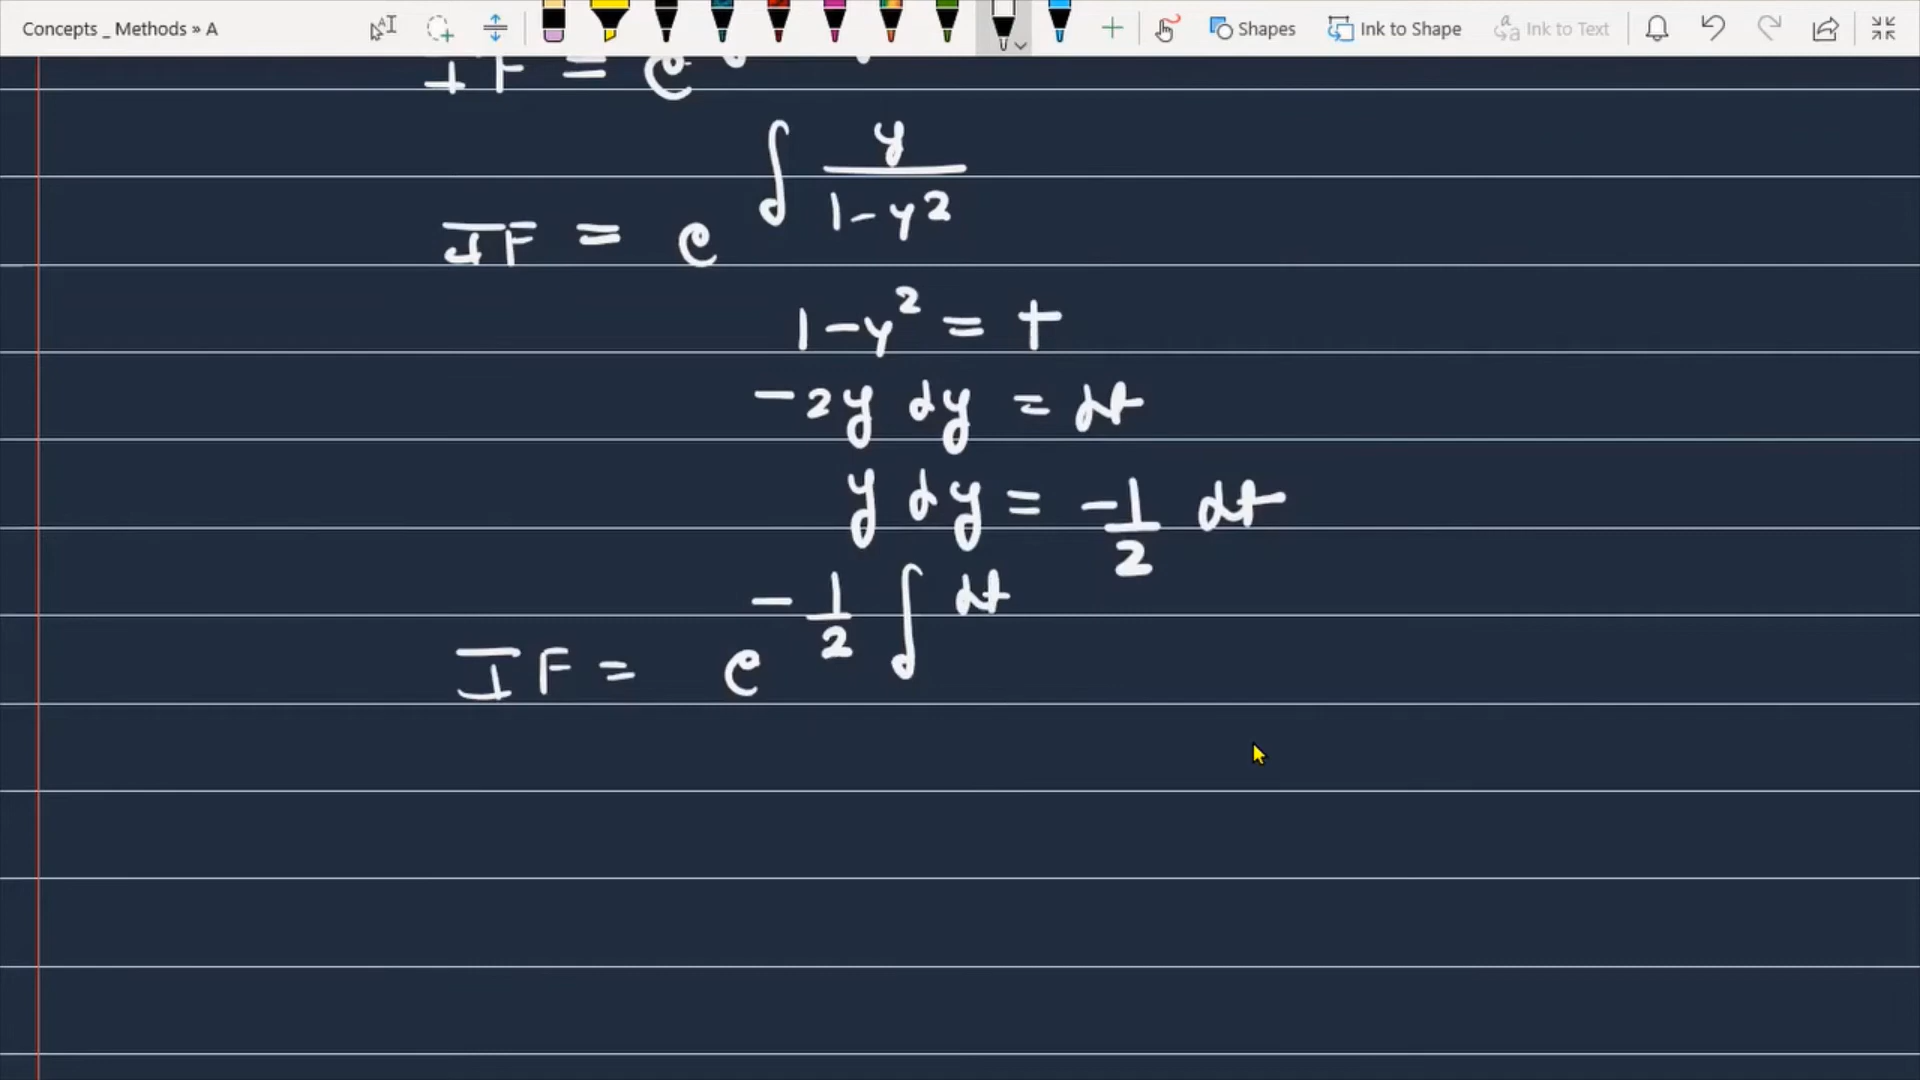 Concepts _ Methods » A
Shapes
Ink to Shape
Ink to Text
IF = e
IF = e^∫ y/(1-y²)
1-y² = t
-2y dy = dt
y dy = -1/2 dt
IF = e^-1/2 ∫ dt